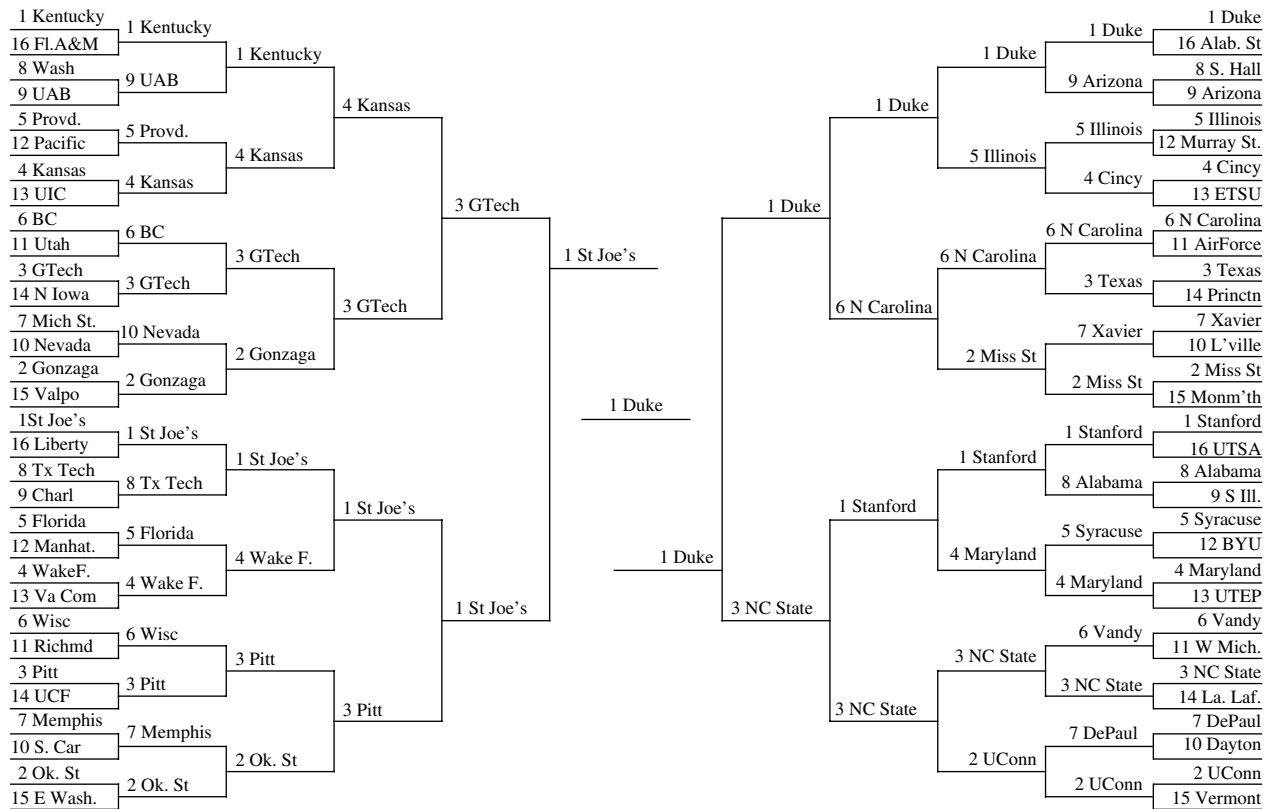 1 Kentucky
16 Fl.A&M
8 Wash
9 UAB
5 Provd.
12 Pacific
4 Kansas
13 UIC
6 BC
11 Utah
3 GTech
14 N Iowa
7 Mich St.
10 Nevada
2 Gonzaga
15 Valpo
1St Joe's
16 Liberty
8 Tx Tech
9 Charl
5 Florida
12 Manhat.
4 WakeF.
13 Va Com
6 Wisc
11 Richmd
3 Pitt
14 UCF
7 Memphis
10 S. Car
2 Ok. St
15 E Wash.
1 Kentucky
9 UAB
5 Provd.
4 Kansas
6 BC
3 GTech
10 Nevada
2 Gonzaga
1 St Joe's
8 Tx Tech
5 Florida
4 Wake F.
6 Wisc
3 Pitt
7 Memphis
2 Ok. St
1 Kentucky
4 Kansas
3 GTech
2 Gonzaga
1 St Joe's
4 Wake F.
3 Pitt
2 Ok. St
4 Kansas
3 GTech
1 St Joe's
3 Pitt
3 GTech
1 St Joe's
1 St Joe's
1 Duke
1 Duke
1 Duke
3 NC State
1 Duke
6 N Carolina
1 Stanford
3 NC State
1 Duke
5 Illinois
6 N Carolina
2 Miss St
1 Stanford
4 Maryland
3 NC State
2 UConn
1 Duke
9 Arizona
5 Illinois
4 Cincy
6 N Carolina
3 Texas
7 Xavier
2 Miss St
1 Stanford
8 Alabama
5 Syracuse
4 Maryland
6 Vandy
3 NC State
7 DePaul
2 UConn
1 Duke
16 Alab. St
8 S. Hall
9 Arizona
5 Illinois
12 Murray St.
4 Cincy
13 ETSU
6 N Carolina
11 AirForce
3 Texas
14 Princtn
7 Xavier
10 L'ville
2 Miss St
15 Monm'th
1 Stanford
16 UTSA
8 Alabama
9 S Ill.
5 Syracuse
12 BYU
4 Maryland
13 UTEP
6 Vandy
11 W Mich.
3 NC State
14 La. Laf.
7 DePaul
10 Dayton
2 UConn
15 Vermont